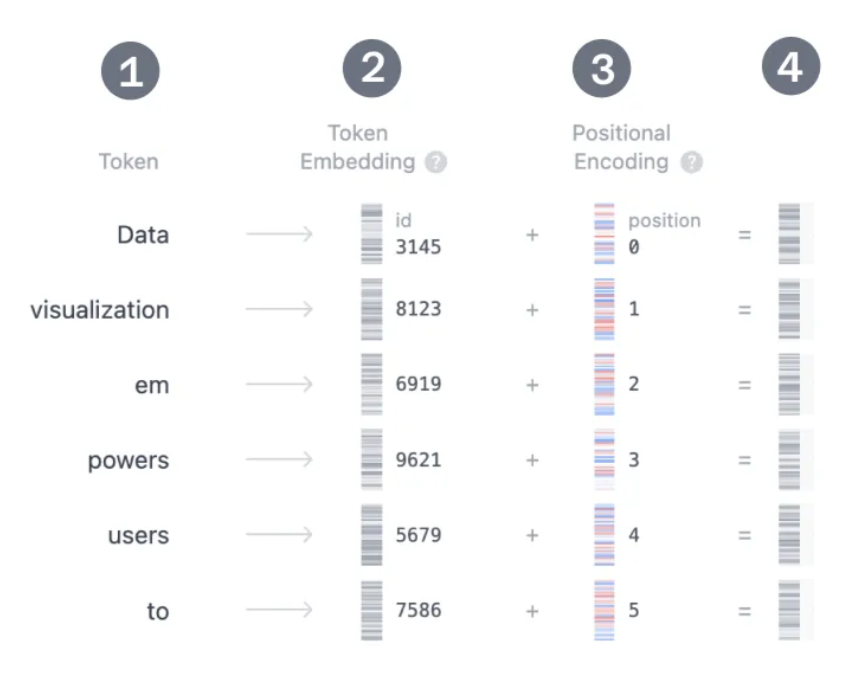 1 2 3 4
Token
Token Embedding ?
Positional Encoding ?
Data → id 3145 + position 0 =
visualization → 8123 + 1 =
em → 6919 + 2 =
powers → 9621 + 3 =
users → 5679 + 4 =
to → 7586 + 5 =